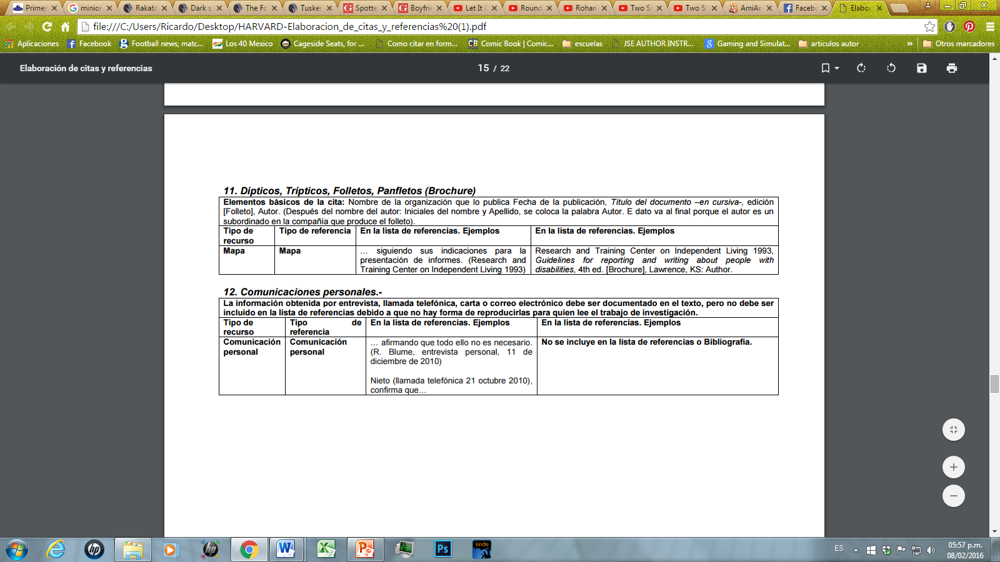 Primer
minior
Rakata
Dark s
The Fo
Tusker
Spotte
Boyfrie
Let It G
Round
Rohan
Two St
Two St
AmiAm
Facebo
Elabor
file:///C:/Users/Ricardo/Desktop/HARVARD-Elaboracion_de_citas_y_referencias%20(1).pdf
Aplicaciones
Facebook
Football news, matc...
Los 40 Mexico
Cageside Seats, for ...
Como citar en form...
CB Comic Book | Comic...
escuelas
JSE AUTHOR INSTR...
Gaming and Simulat...
articulos autor
»
Otros marcadores
Elaboración de citas y referencias
15 / 22
11. Dípticos, Trípticos, Folletos, Panfletos (Brochure)
Elementos básicos de la cita: Nombre de la organización que lo publica Fecha de la publicación, Título del documento –en cursiva-, edición
[Folleto], Autor. (Después del nombre del autor: Iniciales del nombre y Apellido, se coloca la palabra Autor. E dato va al final porque el autor es un
subordinado en la compañía que produce el folleto).
Tipo de
recurso
Tipo de referencia
En la lista de referencias. Ejemplos
En la lista de referencias. Ejemplos
Mapa
Mapa
… siguiendo sus indicaciones para la
presentación de informes. (Research and
Training Center on Independent Living 1993)
Research and Training Center on Independent Living 1993,
Guidelines for reporting and writing about people with
disabilities, 4th ed. [Brochure], Lawrence, KS: Author.
12. Comunicaciones personales.-
La información obtenida por entrevista, llamada telefónica, carta o correo electrónico debe ser documentado en el texto, pero no debe ser
incluido en la lista de referencias debido a que no hay forma de reproducirlas para quien lee el trabajo de investigación.
Tipo de
recurso
Tipo de
referencia
En la lista de referencias. Ejemplos
En la lista de referencias. Ejemplos
Comunicación
personal
Comunicación
personal
… afirmando que todo ello no es necesario.
(R. Blume, entrevista personal, 11 de
diciembre de 2010)
Nieto (llamada telefónica 21 octubre 2010),
confirma que…
No se incluye en la lista de referencias o Bibliografía.
hp
hp
Ps
kindle
ES
05:57 p.m.
08/02/2016